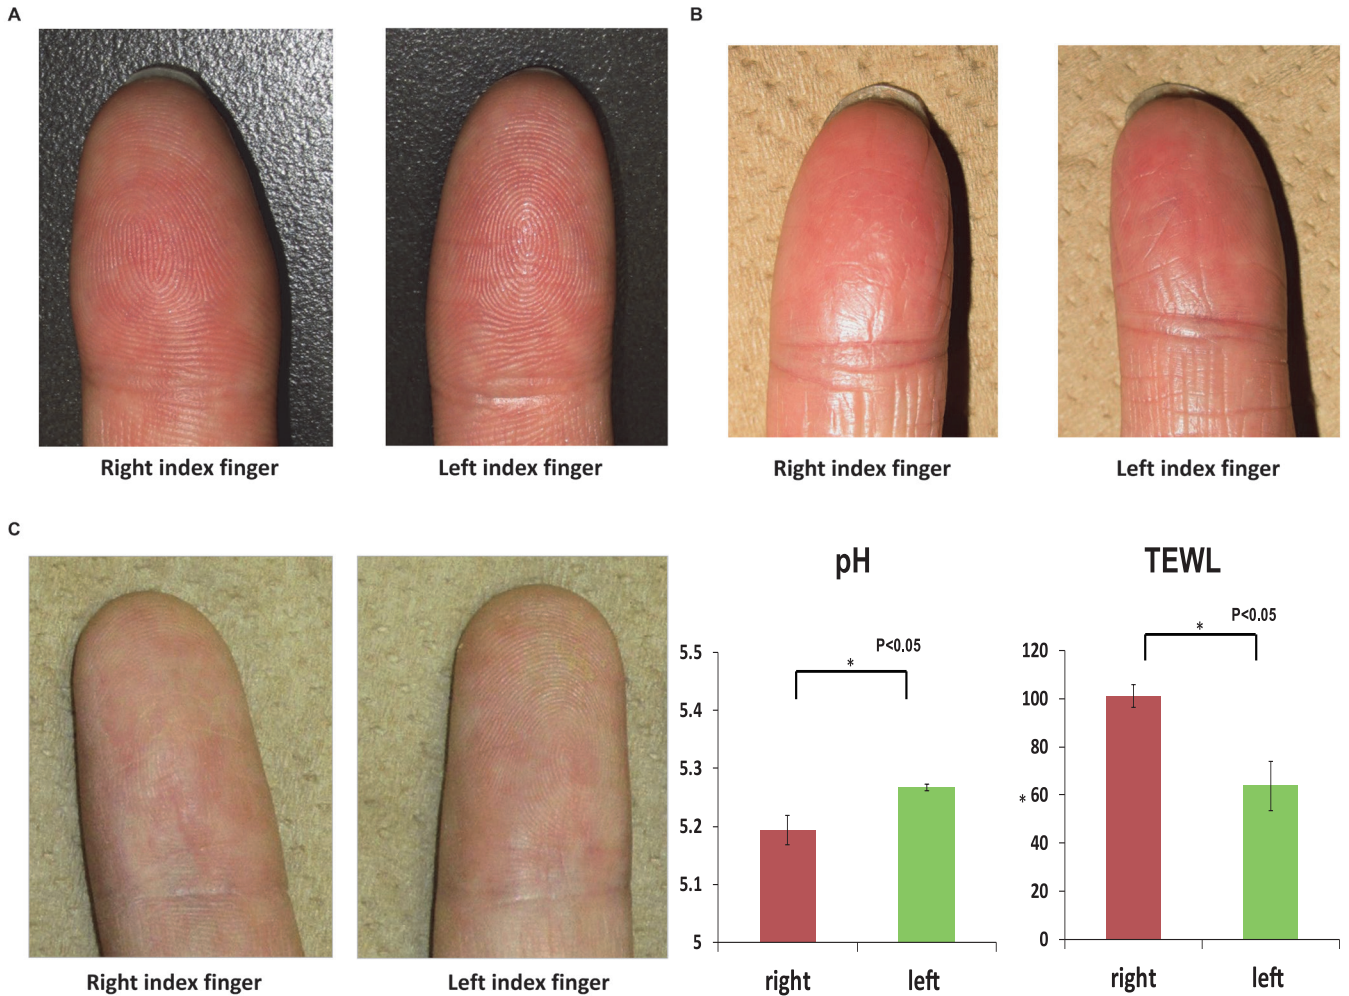 A
B
Right index finger
Left index finger
Right index finger
Left index finger
C
Right index finger
Left index finger
pH
P<0.05
*
5.5
5.4
5.3
5.2
5.1
5
right
left
TEWL
P<0.05
*
120
100
80
*
60
40
20
0
right
left